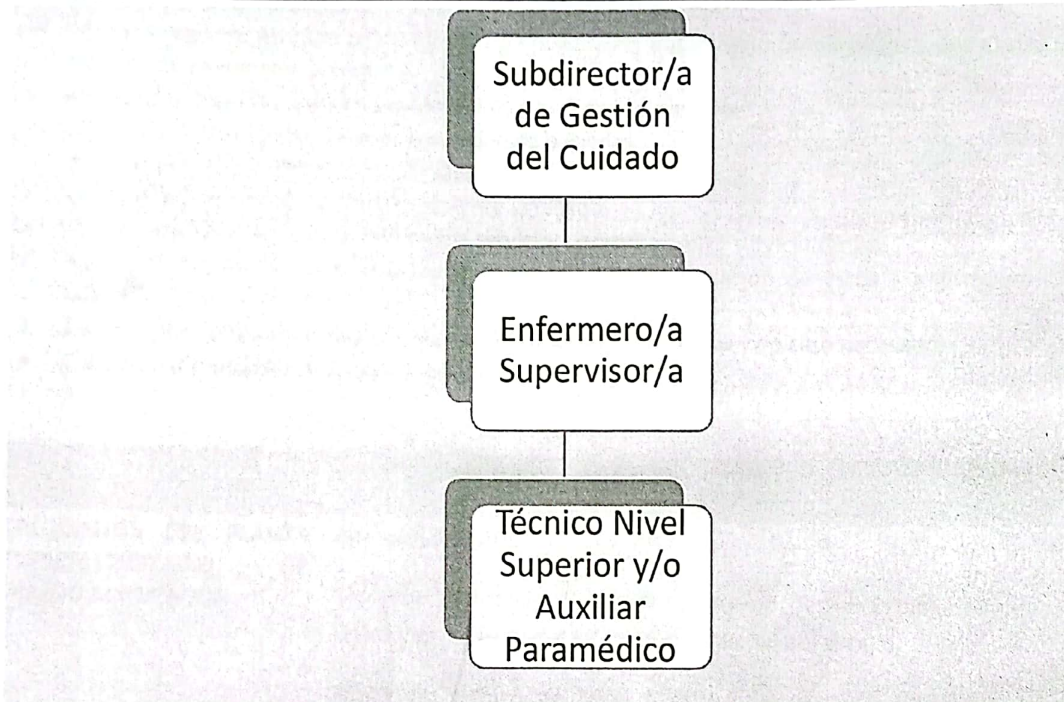 Subdirector/a
de Gestión
del Cuidado
Enfermero/a
Supervisor/a
Técnico Nivel
Superior y/o
Auxiliar
Paramédico